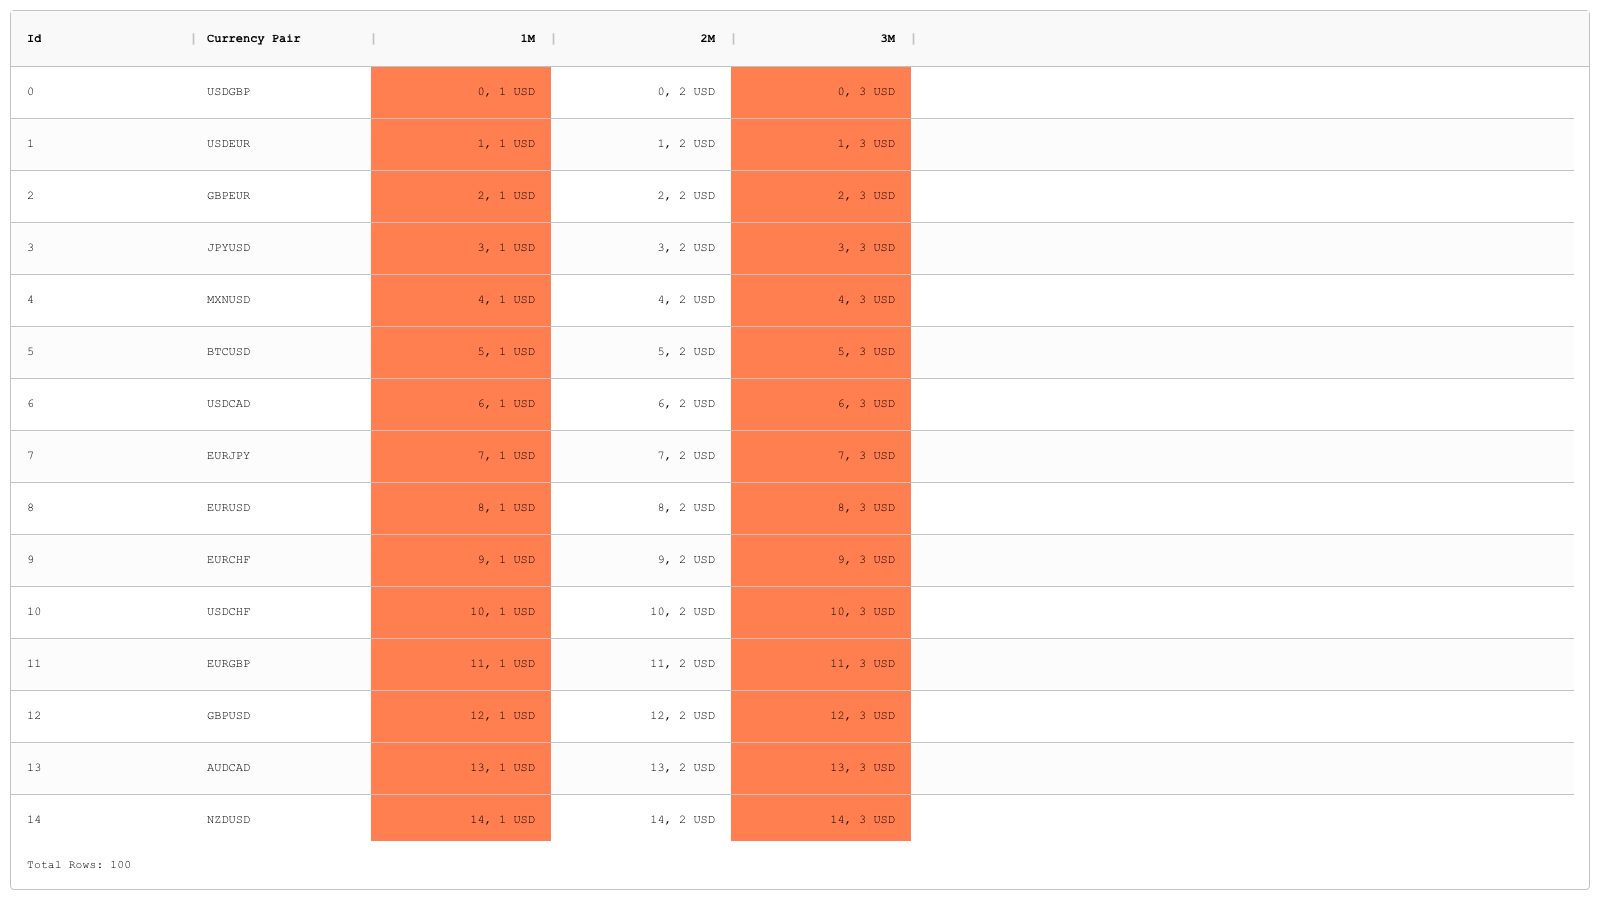 Id Currency Pair 1M 2M 3M
0 USDGBP 0, 1 USD 0, 2 USD 0, 3 USD
1 USDEUR 1, 1 USD 1, 2 USD 1, 3 USD
2 GBPEUR 2, 1 USD 2, 2 USD 2, 3 USD
3 JPYUSD 3, 1 USD 3, 2 USD 3, 3 USD
4 MXNUSD 4, 1 USD 4, 2 USD 4, 3 USD
5 BTCUSD 5, 1 USD 5, 2 USD 5, 3 USD
6 USDCAD 6, 1 USD 6, 2 USD 6, 3 USD
7 EURJPY 7, 1 USD 7, 2 USD 7, 3 USD
8 EURUSD 8, 1 USD 8, 2 USD 8, 3 USD
9 EURCHF 9, 1 USD 9, 2 USD 9, 3 USD
10 USDCHF 10, 1 USD 10, 2 USD 10, 3 USD
11 EURGBP 11, 1 USD 11, 2 USD 11, 3 USD
12 GBPUSD 12, 1 USD 12, 2 USD 12, 3 USD
13 AUDCAD 13, 1 USD 13, 2 USD 13, 3 USD
14 NZDUSD 14, 1 USD 14, 2 USD 14, 3 USD
Total Rows: 100